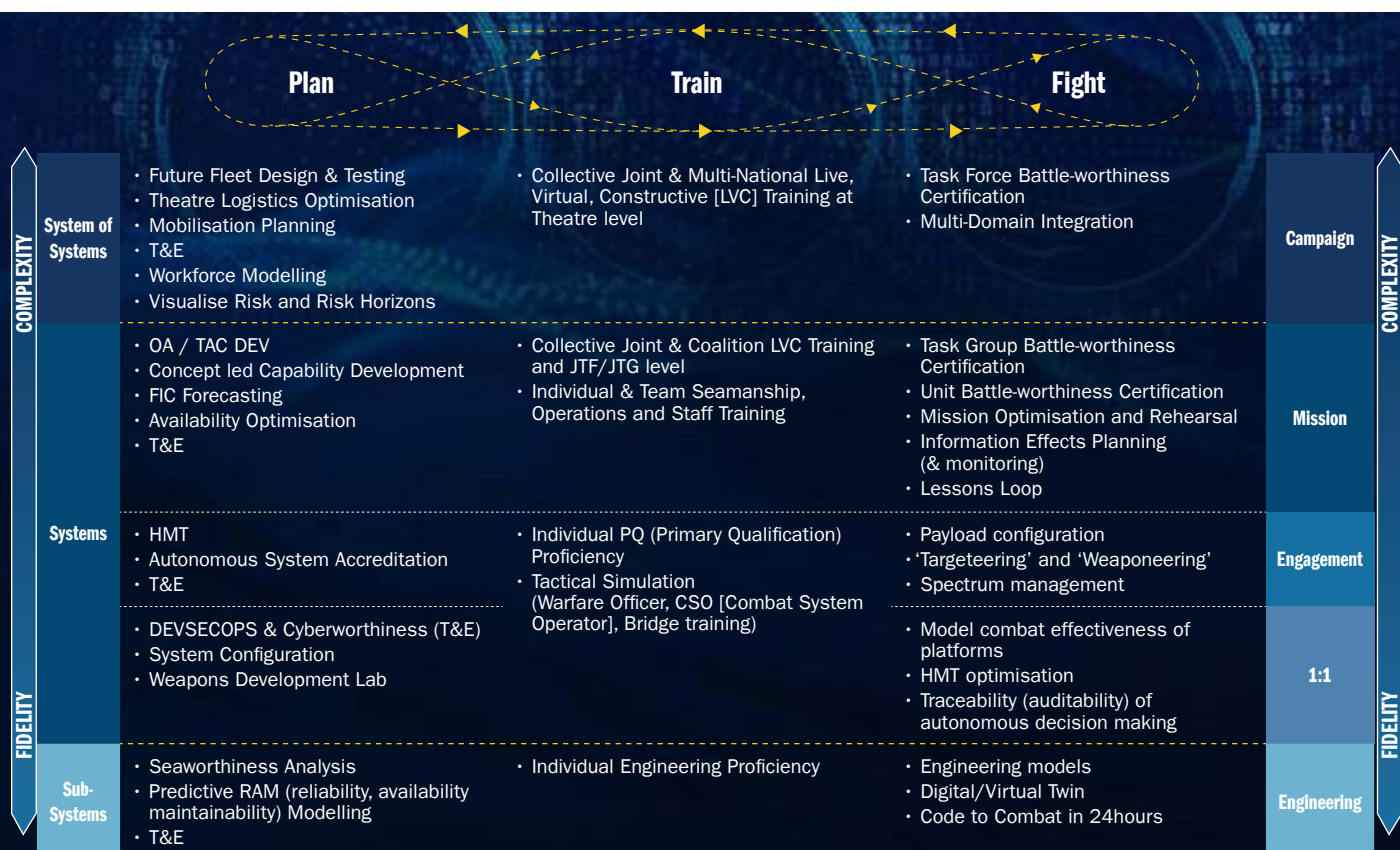 Plan
Train
Fight
COMPLEXITY
FIDELITY
System of
Systems
· Future Fleet Design & Testing
· Theatre Logistics Optimisation
· Mobilisation Planning
· T&E
· Workforce Modelling
· Visualise Risk and Risk Horizons
· Collective Joint & Multi-National Live,
Virtual, Constructive [LVC] Training at
Theatre level
· Task Force Battle-worthiness
Certification
· Multi-Domain Integration
Campaign
Systems
· OA / TAC DEV
· Concept led Capability Development
· FIC Forecasting
· Availability Optimisation
· T&E
· Collective Joint & Coalition LVC Training
and JTF/JTG level
· Individual & Team Seamanship,
Operations and Staff Training
· Task Group Battle-worthiness
Certification
· Unit Battle-worthiness Certification
· Mission Optimisation and Rehearsal
· Information Effects Planning
(& monitoring)
· Lessons Loop
Mission
· HMT
· Autonomous System Accreditation
· T&E
· Individual PQ (Primary Qualification)
Proficiency
· Tactical Simulation
(Warfare Officer, CSO [Combat System
Operator], Bridge training)
· Payload configuration
· 'Targeteering' and 'Weaponeering'
· Spectrum management
Engagement
· DEVSECOPS & Cyberworthiness (T&E)
· System Configuration
· Weapons Development Lab
· Model combat effectiveness of
platforms
· HMT optimisation
· Traceability (auditability) of
autonomous decision making
1:1
Sub-
Systems
· Seaworthiness Analysis
· Predictive RAM (reliability, availability
maintainability) Modelling
· T&E
· Individual Engineering Proficiency
· Engineering models
· Digital/Virtual Twin
· Code to Combat in 24hours
Engineering
COMPLEXITY
FIDELITY